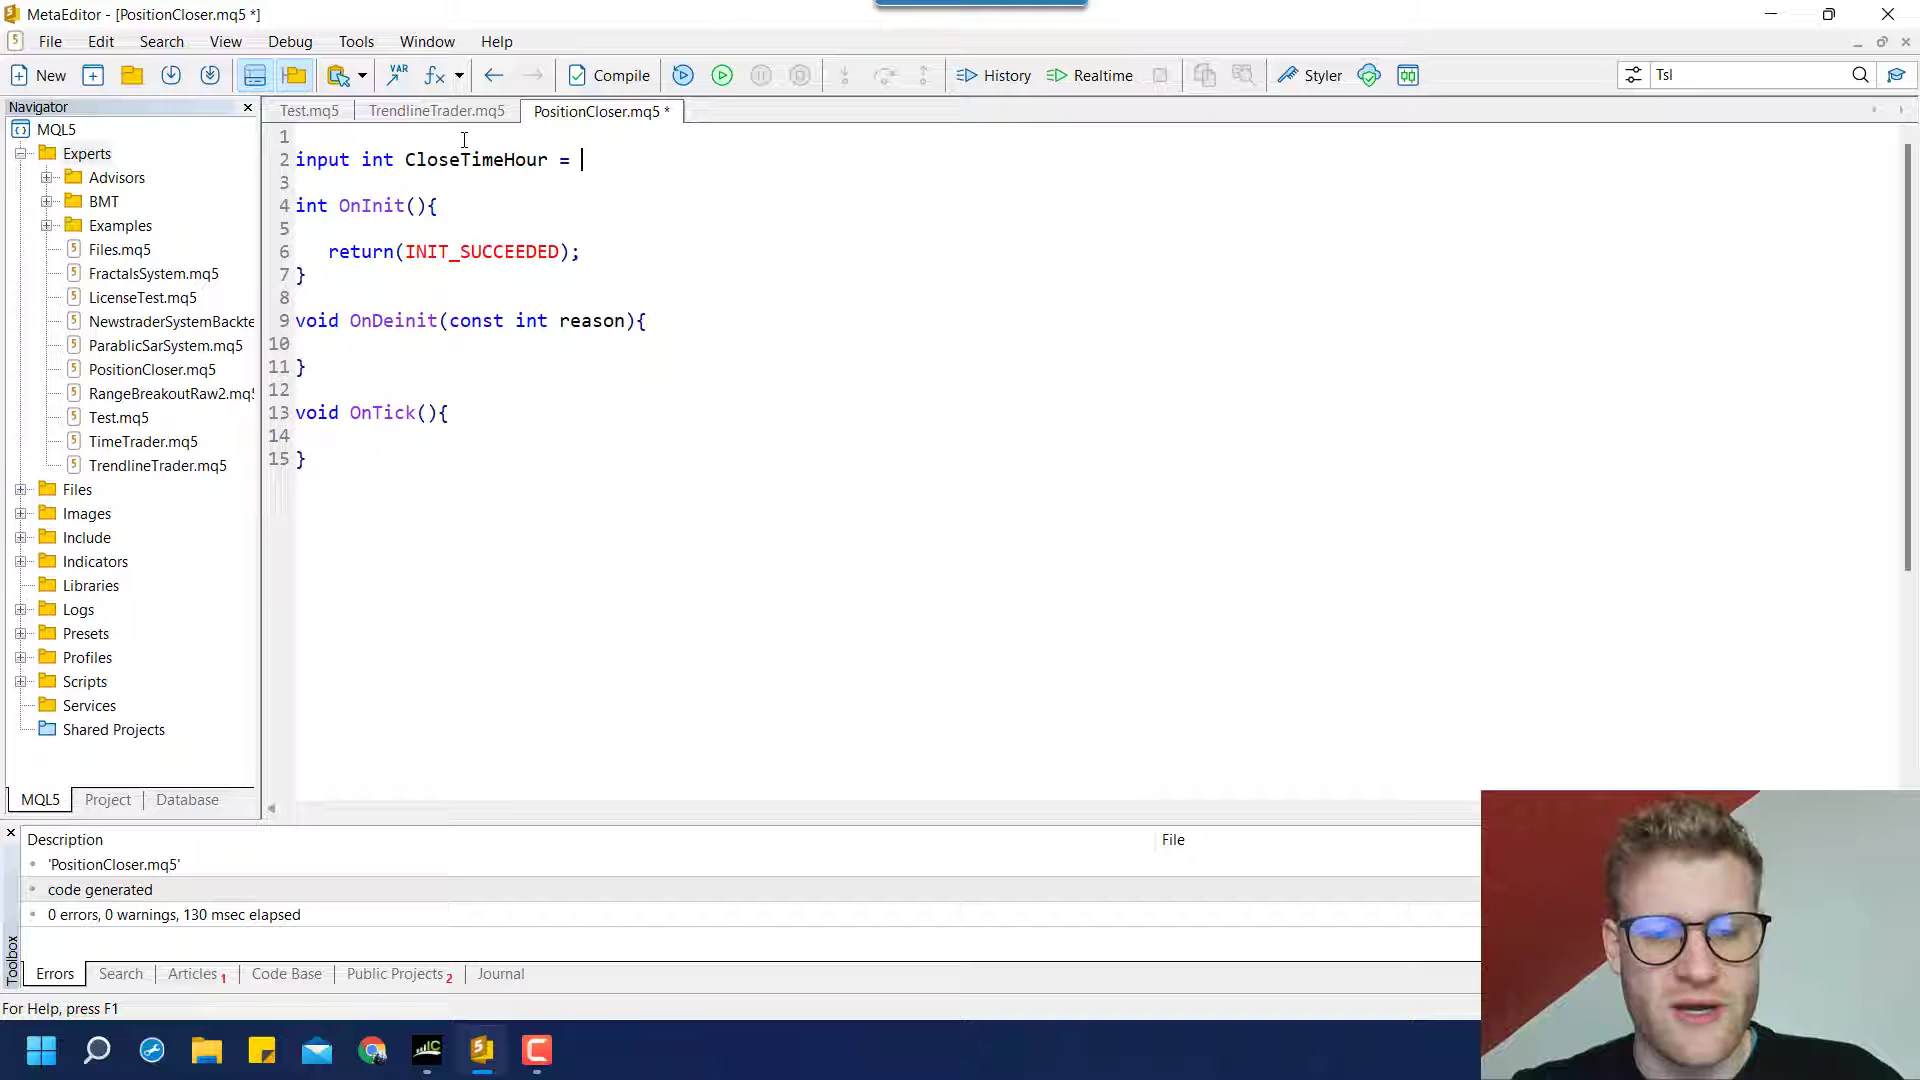 MetaEditor - [PositionCloser.mq5 *]
File Edit Search View Debug Tools Window Help
New VAR Compile History Realtime Styler Tsl
Navigator
Test.mq5 TrendlineTrader.mq5 PositionCloser.mq5 *
MQL5
Experts
Advisors
BMT
Examples
Files.mq5
FractalsSystem.mq5
LicenseTest.mq5
NewstraderSystemBackte
ParablicSarSystem.mq5
PositionCloser.mq5
RangeBreakoutRaw2.mq5
Test.mq5
TimeTrader.mq5
TrendlineTrader.mq5
Files
Images
Include
Indicators
Libraries
Logs
Presets
Profiles
Scripts
Services
Shared Projects
MQL5 Project Database
1
2 input int CloseTimeHour =
3
4 int OnInit(){
5
6 return(INIT_SUCCEEDED);
7 }
8
9 void OnDeinit(const int reason){
10
11 }
12
13 void OnTick(){
14
15 }
Description File
'PositionCloser.mq5'
code generated
0 errors, 0 warnings, 130 msec elapsed
Toolbox
Errors Search Articles 1 Code Base Public Projects 2 Journal
For Help, press F1
IC